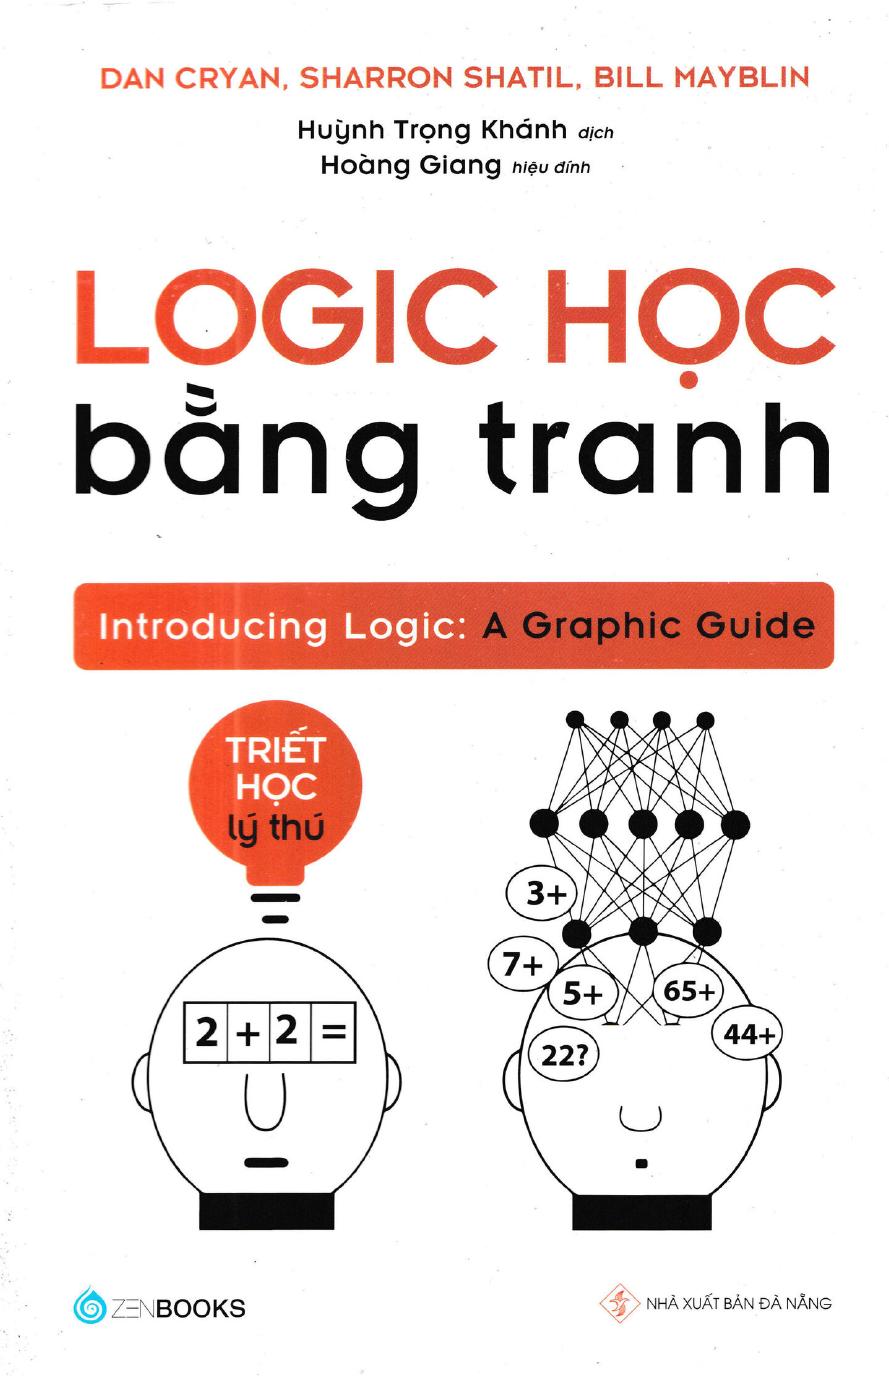 DAN CRYAN, SHARRON SHATIL, BILL MAYBLIN
Huỳnh Trọng Khánh dịch
Hoàng Giang hiệu đính
LOGIC HỌC
bằng tranh
Introducing Logic: A Graphic Guide
TRIẾT
HỌC
lý thú
3+
7+
5+
65+
44+
22?
2 + 2 =
ZENBOOKS
NHÀ XUẤT BẢN ĐÀ NẴNG